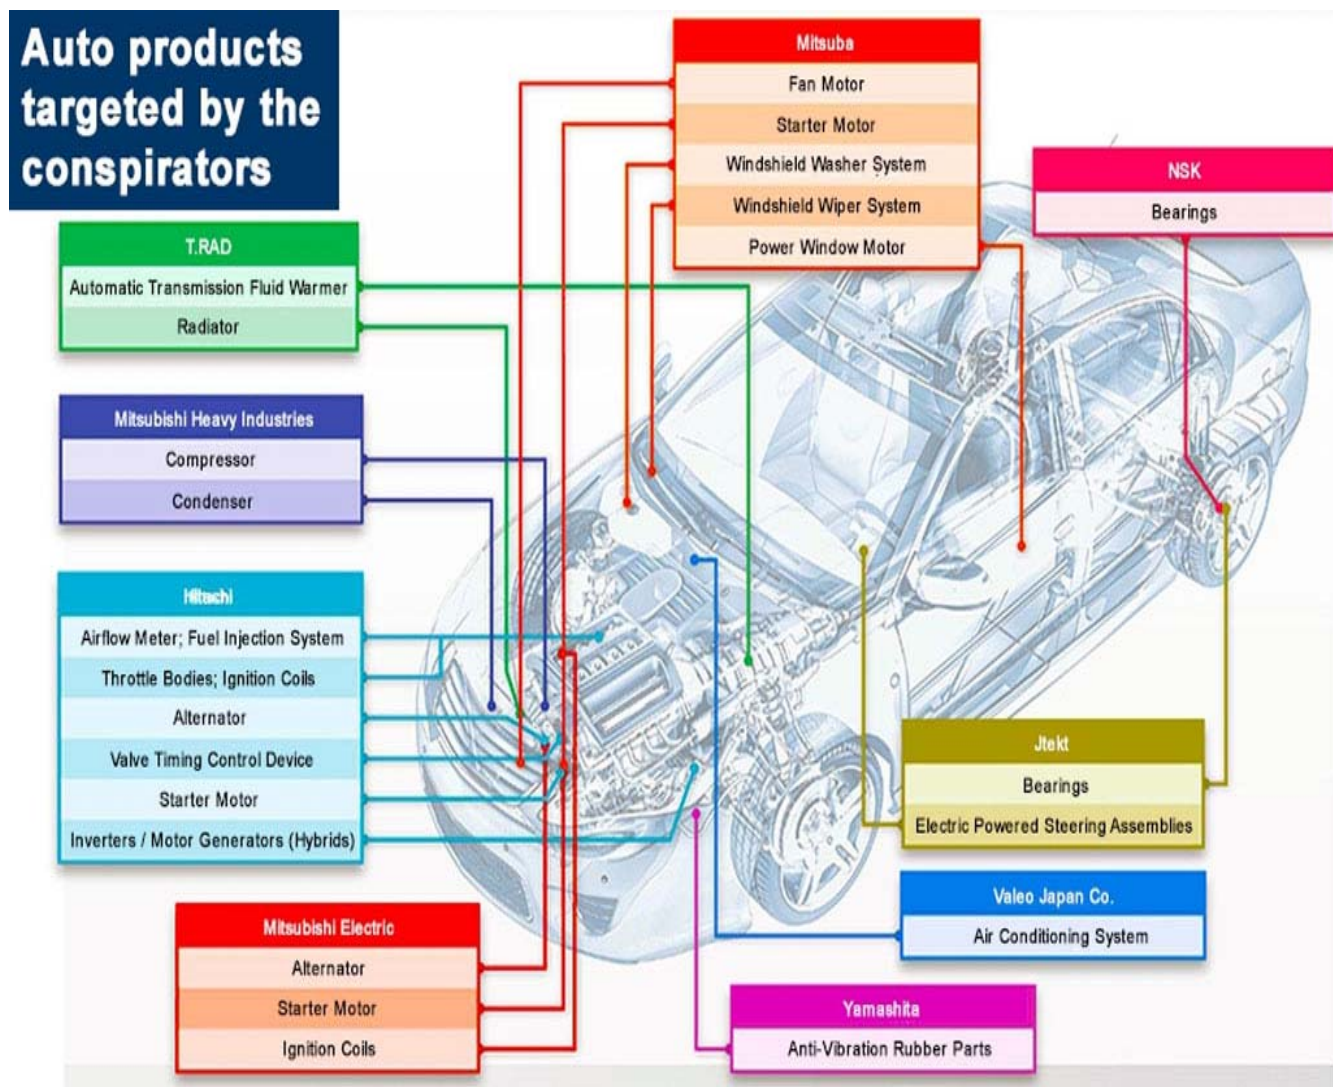 Auto products
targeted by the
conspirators
Mitsuba
Fan Motor
Starter Motor
Windshield Washer System
Windshield Wiper System
Power Window Motor
NSK
Bearings
T.RAD
Automatic Transmission Fluid Warmer
Radiator
Mitsubishi Heavy Industries
Compressor
Condenser
Hitachi
Airflow Meter; Fuel Injection System
Throttle Bodies; Ignition Coils
Alternator
Valve Timing Control Device
Starter Motor
Inverters / Motor Generators (Hybrids)
Jtekt
Bearings
Electric Powered Steering Assemblies
Valeo Japan Co.
Air Conditioning System
Mitsubishi Electric
Alternator
Starter Motor
Ignition Coils
Yamashita
Anti-Vibration Rubber Parts